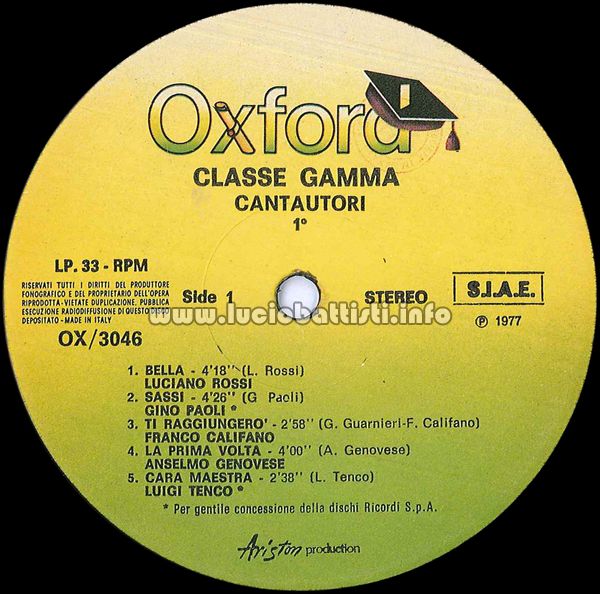 Oxford
CLASSE GAMMA
CANTAUTORI
1°
LP. 33 - RPM
RISERVATI TUTTI I DIRITTI DEL PRODUTTORE
FONOGRAFICO E DEL PROPRIETARIO DELL'OPERA
RIPRODOTTA-VIETATE DUPLICAZIONE, PUBBLICA
ESECUZIONE RADIODIFFUSIONE DI QUESTO DISCO
DEPOSITATO - MADE IN ITALY
OX/3046
Side 1
STEREO
S.I.A.E.
℗ 1977
www.luciobattisti.info
1. BELLA - 4'18'' (L. Rossi)
LUCIANO ROSSI
2. SASSI - 4'26'' (G Paoli)
GINO PAOLI *
3. TI RAGGIUNGERO' - 2'58'' (G. Guarnieri-F. Califano)
FRANCO CALIFANO
4. LA PRIMA VOLTA - 4'00'' (A. Genovese)
ANSELMO GENOVESE
5. CARA MAESTRA - 2'38'' (L. Tenco)
LUIGI TENCO *
* Per gentile concessione della dischi Ricordi S.p.A.
Ariston production